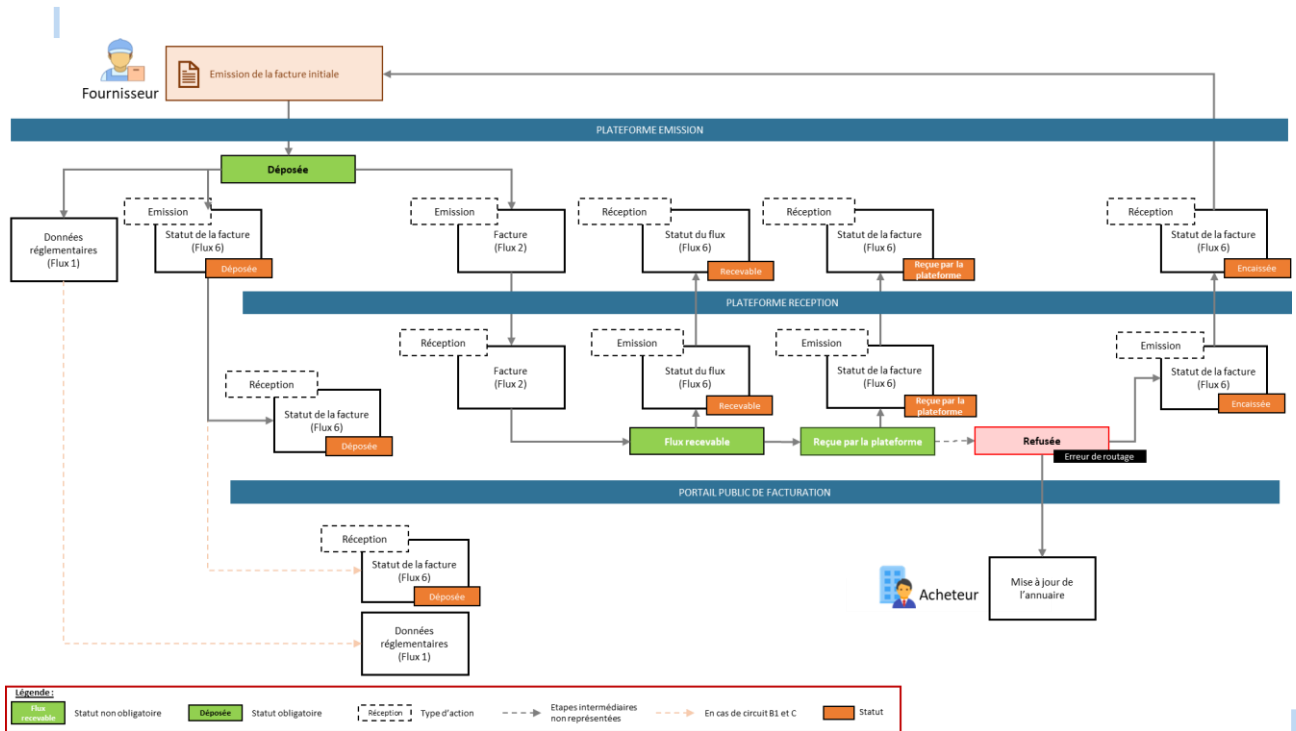 Emission de la facture initiale
Fournisseur
PLATEFORME EMISSION
Déposée
Emission
Statut de la facture
(Flux 6)
Déposée
Données
réglementaires
(Flux 1)
Emission
Facture
(Flux 2)
Réception
Statut du flux
(Flux 6)
Recevable
Réception
Statut de la facture
(Flux 6)
Reçue par la
plateforme
Réception
Statut de la facture
(Flux 6)
Encaissée
PLATEFORME RECEPTION
Réception
Facture
(Flux 2)
Emission
Statut du flux
(Flux 6)
Recevable
Emission
Statut de la facture
(Flux 6)
Reçue par la
plateforme
Emission
Statut de la facture
(Flux 6)
Encaissée
Réception
Statut de la facture
(Flux 6)
Déposée
Flux recevable
Reçue par la plateforme
Refusée
Erreur de routage
PORTAIL PUBLIC DE FACTURATION
Réception
Statut de la facture
(Flux 6)
Déposée
Acheteur
Mise à jour de
l'annuaire
Données
réglementaires
(Flux 1)
Légende :
Flux
recevable
Statut non obligatoire
Déposée
Statut obligatoire
Réception
Type d'action
Etapes intermédiaires
non représentées
En cas de circuit B1 et C
Statut